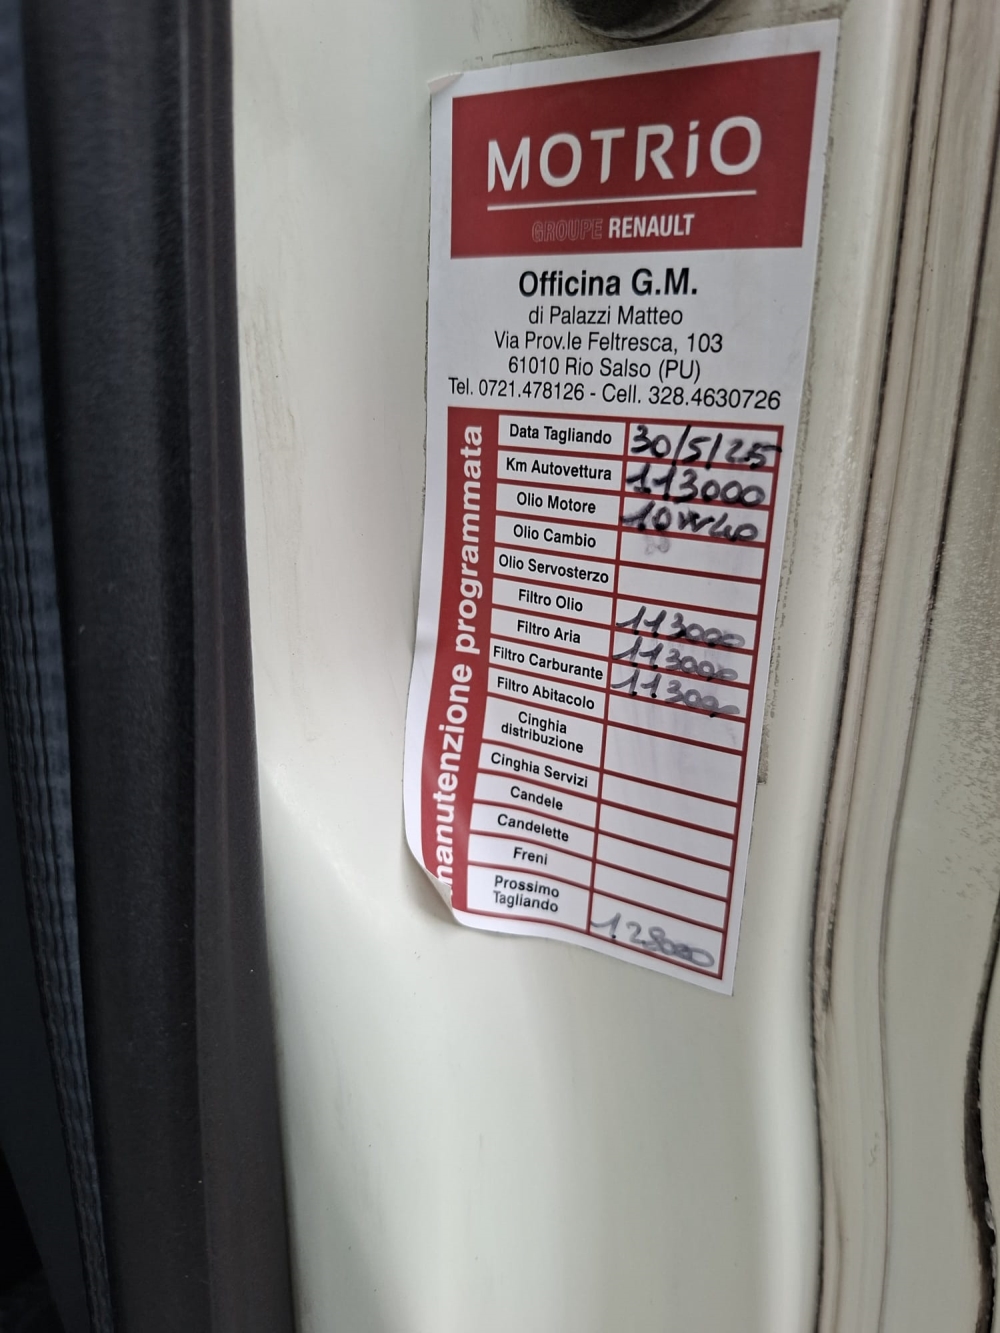 MOTRiO
GROUPE RENAULT
Officina G.M.
di Palazzi Matteo
Via Prov.le Feltresca, 103
61010 Rio Salso (PU)
Tel. 0721.478126 - Cell. 328.4630726
manutenzione programmata
Data Tagliando 30/5/25
Km Autovettura 113000
Olio Motore 10W40
Olio Cambio
Olio Servosterzo
Filtro Olio 113000
Filtro Aria 113000
Filtro Carburante 113000
Filtro Abitacolo
Cinghia
distribuzione
Cinghia Servizi
Candele
Candelette
Freni
Prossimo
Tagliando 128000